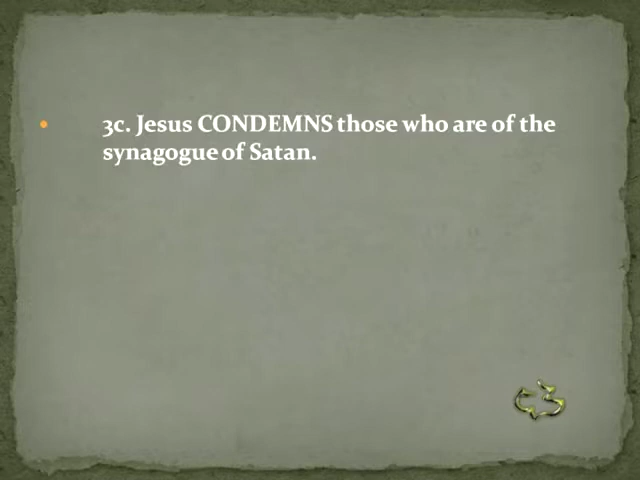 3c. Jesus CONDEMNS those who are of the
synagogue of Satan.